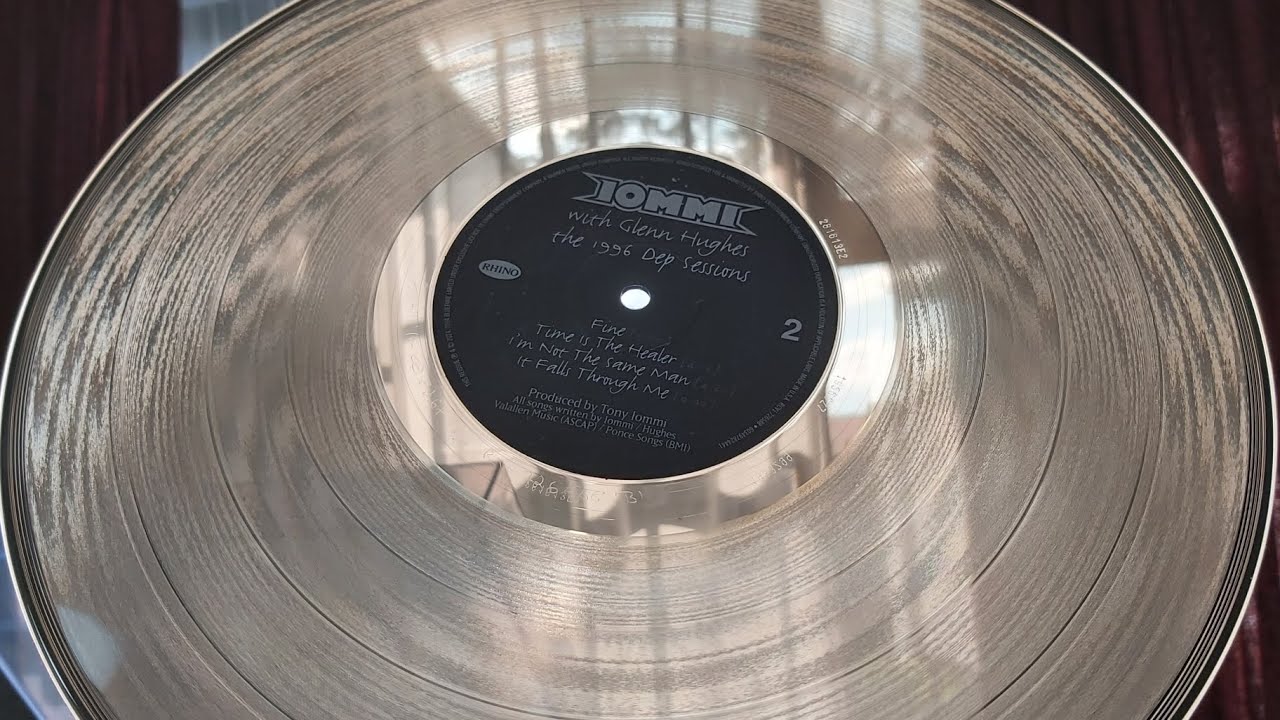 IOMMI
with Glenn Hughes
the 1996 Dep Sessions
RHINO
2
Fine
Time is The Healer
i'm Not The Same Man
it Falls Through Me
Produced by Tony Iommi
All songs written by Iommi / Hughes
Valallen Music (ASCAP) / Ponce Songs (BMI)
281613E2